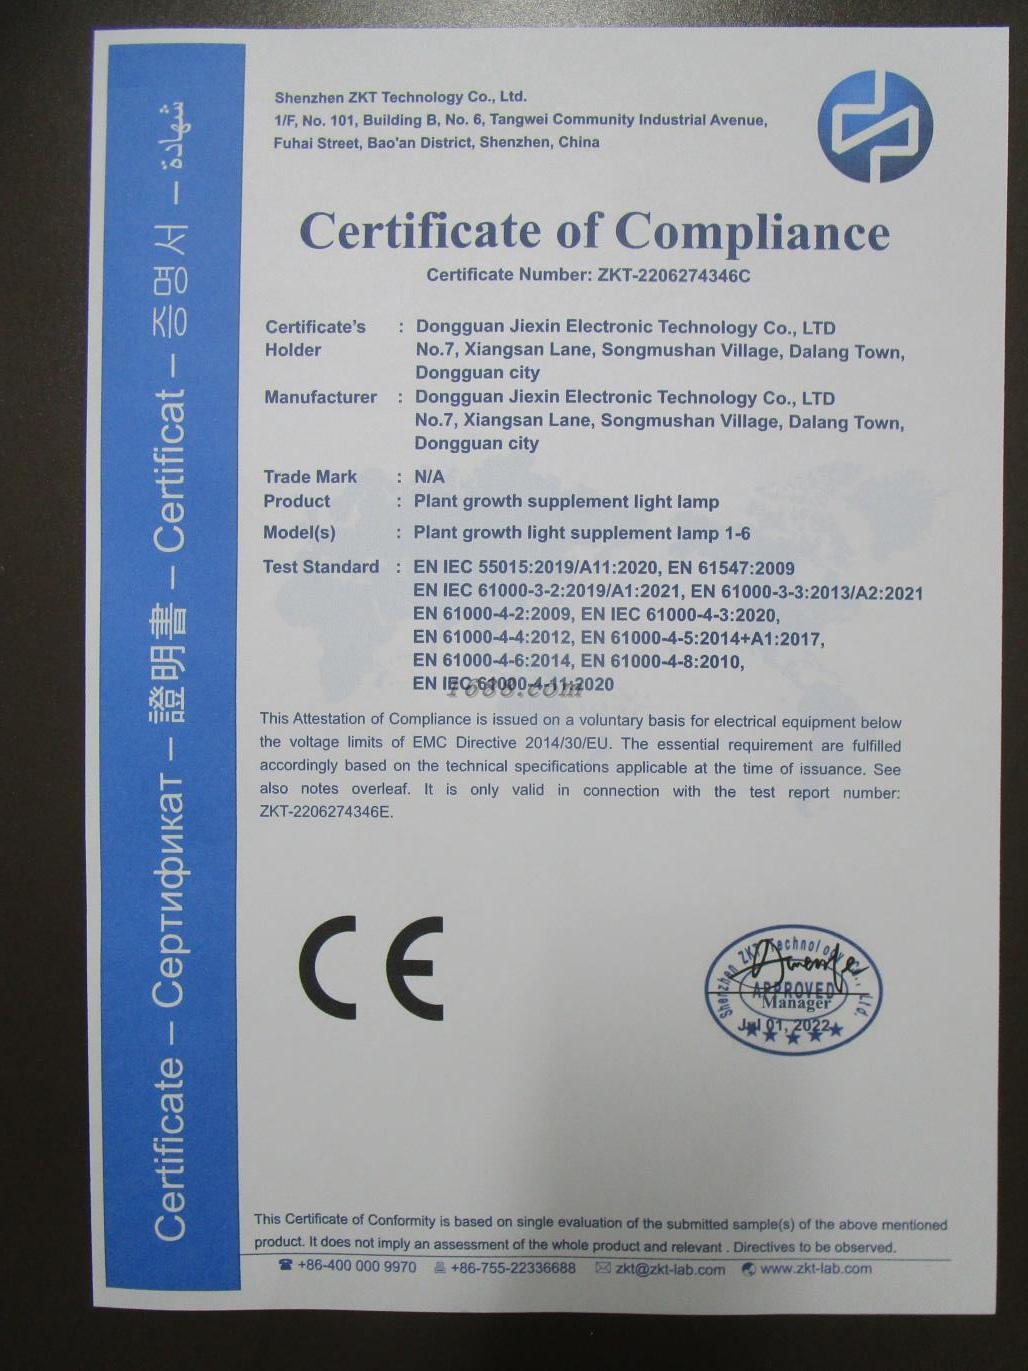 Certificate – Сертификат – 證明書 – Certificat – 증명서 – شهادة
Shenzhen ZKT Technology Co., Ltd.
1/F, No. 101, Building B, No. 6, Tangwei Community Industrial Avenue,
Fuhai Street, Bao'an District, Shenzhen, China
Certificate of Compliance
Certificate Number: ZKT-2206274346C
Certificate's : Dongguan Jiexin Electronic Technology Co., LTD
Holder No.7, Xiangsan Lane, Songmushan Village, Dalang Town,
Dongguan city
Manufacturer : Dongguan Jiexin Electronic Technology Co., LTD
No.7, Xiangsan Lane, Songmushan Village, Dalang Town,
Dongguan city
Trade Mark : N/A
Product : Plant growth supplement light lamp
Model(s) : Plant growth light supplement lamp 1-6
Test Standard : EN IEC 55015:2019/A11:2020, EN 61547:2009
EN IEC 61000-3-2:2019/A1:2021, EN 61000-3-3:2013/A2:2021
EN 61000-4-2:2009, EN IEC 61000-4-3:2020,
EN 61000-4-4:2012, EN 61000-4-5:2014+A1:2017,
EN 61000-4-6:2014, EN 61000-4-8:2010,
EN IEC 61000-4-11:2020
1688.com
This Attestation of Compliance is issued on a voluntary basis for electrical equipment below
the voltage limits of EMC Directive 2014/30/EU. The essential requirement are fulfilled
accordingly based on the technical specifications applicable at the time of issuance. See
also notes overleaf. It is only valid in connection with the test report number:
ZKT-2206274346E.
CE
Shenzhen ZKT Technology Co., Ltd.
APPROVED
Manager
Jul 01, 2022
This Certificate of Conformity is based on single evaluation of the submitted sample(s) of the above mentioned
product. It does not imply an assessment of the whole product and relevant . Directives to be observed.
+86-400 000 9970 +86-755-22336688 zkt@zkt-lab.com www.zkt-lab.com